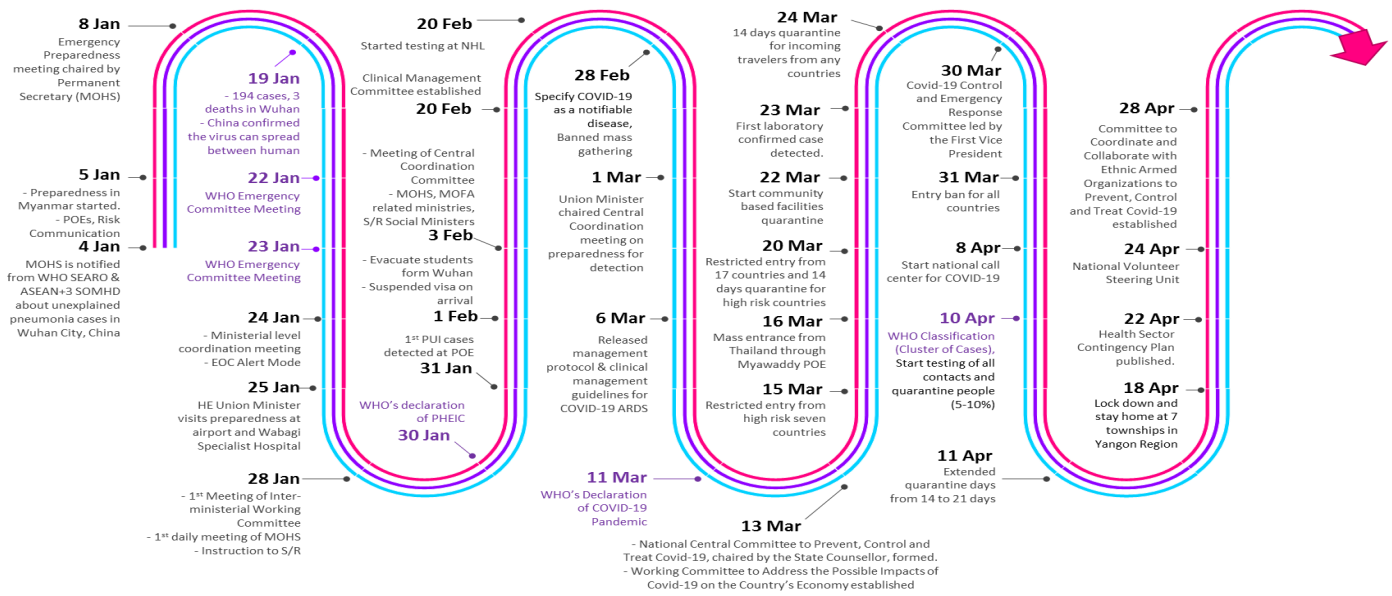 8 Jan
Emergency
Preparedness
meeting chaired by
Permanent
Secretary (MOHS)
5 Jan
- Preparedness in
Myanmar started.
- POEs, Risk
Communication
4 Jan
MOHS is notified
from WHO SEARO &
ASEAN+3 SOMHD
about unexplained
pneumonia cases in
Wuhan City, China
19 Jan
- 194 cases, 3
deaths in Wuhan
- China confirmed
the virus can spread
between human
22 Jan
WHO Emergency
Committee Meeting
23 Jan
WHO Emergency
Committee Meeting
24 Jan
- Ministerial level
coordination meeting
- EOC Alert Mode
25 Jan
HE Union Minister
visits preparedness at
airport and Wabagi
Specialist Hospital
28 Jan
- 1st Meeting of Inter-
ministerial Working
Committee
- 1st daily meeting of MOHS
- Instruction to S/R
20 Feb
Started testing at NHL
Clinical Management
Committee established
20 Feb
- Meeting of Central
Coordination
Committee
- MOHS, MOFA
related ministries,
S/R Social Ministers
3 Feb
- Evacuate students
form Wuhan
- Suspended visa on
arrival
1 Feb
1st PUI cases
detected at POE
31 Jan
WHO's declaration
of PHEIC
30 Jan
28 Feb
Specify COVID-19
as a notifiable
disease,
Banned mass
gathering
1 Mar
Union Minister
chaired Central
Coordination
meeting on
preparedness for
detection
6 Mar
Released
management
protocol & clinical
management
guidelines for
COVID-19 ARDS
11 Mar
WHO's Declaration
of COVID-19
Pandemic
13 Mar
- National Central Committee to Prevent, Control and
Treat Covid-19, chaired by the State Counsellor, formed.
- Working Committee to Address the Possible Impacts of
Covid-19 on the Country's Economy established
24 Mar
14 days quarantine
for incoming
travelers from any
countries
23 Mar
First laboratory
confirmed case
detected.
22 Mar
Start community
based facilities
quarantine
20 Mar
Restricted entry from
17 countries and 14
days quarantine for
high risk countries
16 Mar
Mass entrance from
Thailand through
Myawaddy POE
15 Mar
Restricted entry from
high risk seven
countries
30 Mar
Covid-19 Control
and Emergency
Response
Committee led by
the First Vice
President
31 Mar
Entry ban for all
countries
8 Apr
Start national call
center for COVID-19
10 Apr
WHO Classification
(Cluster of Cases),
Start testing of all
contacts and
quarantine people
(5-10%)
11 Apr
Extended
quarantine days
from 14 to 21 days
28 Apr
Committee to
Coordinate and
Collaborate with
Ethnic Armed
Organizations to
Prevent, Control
and Treat Covid-19
established
24 Apr
National Volunteer
Steering Unit
22 Apr
Health Sector
Contingency Plan
published.
18 Apr
Lock down and
stay home at 7
townships in
Yangon Region